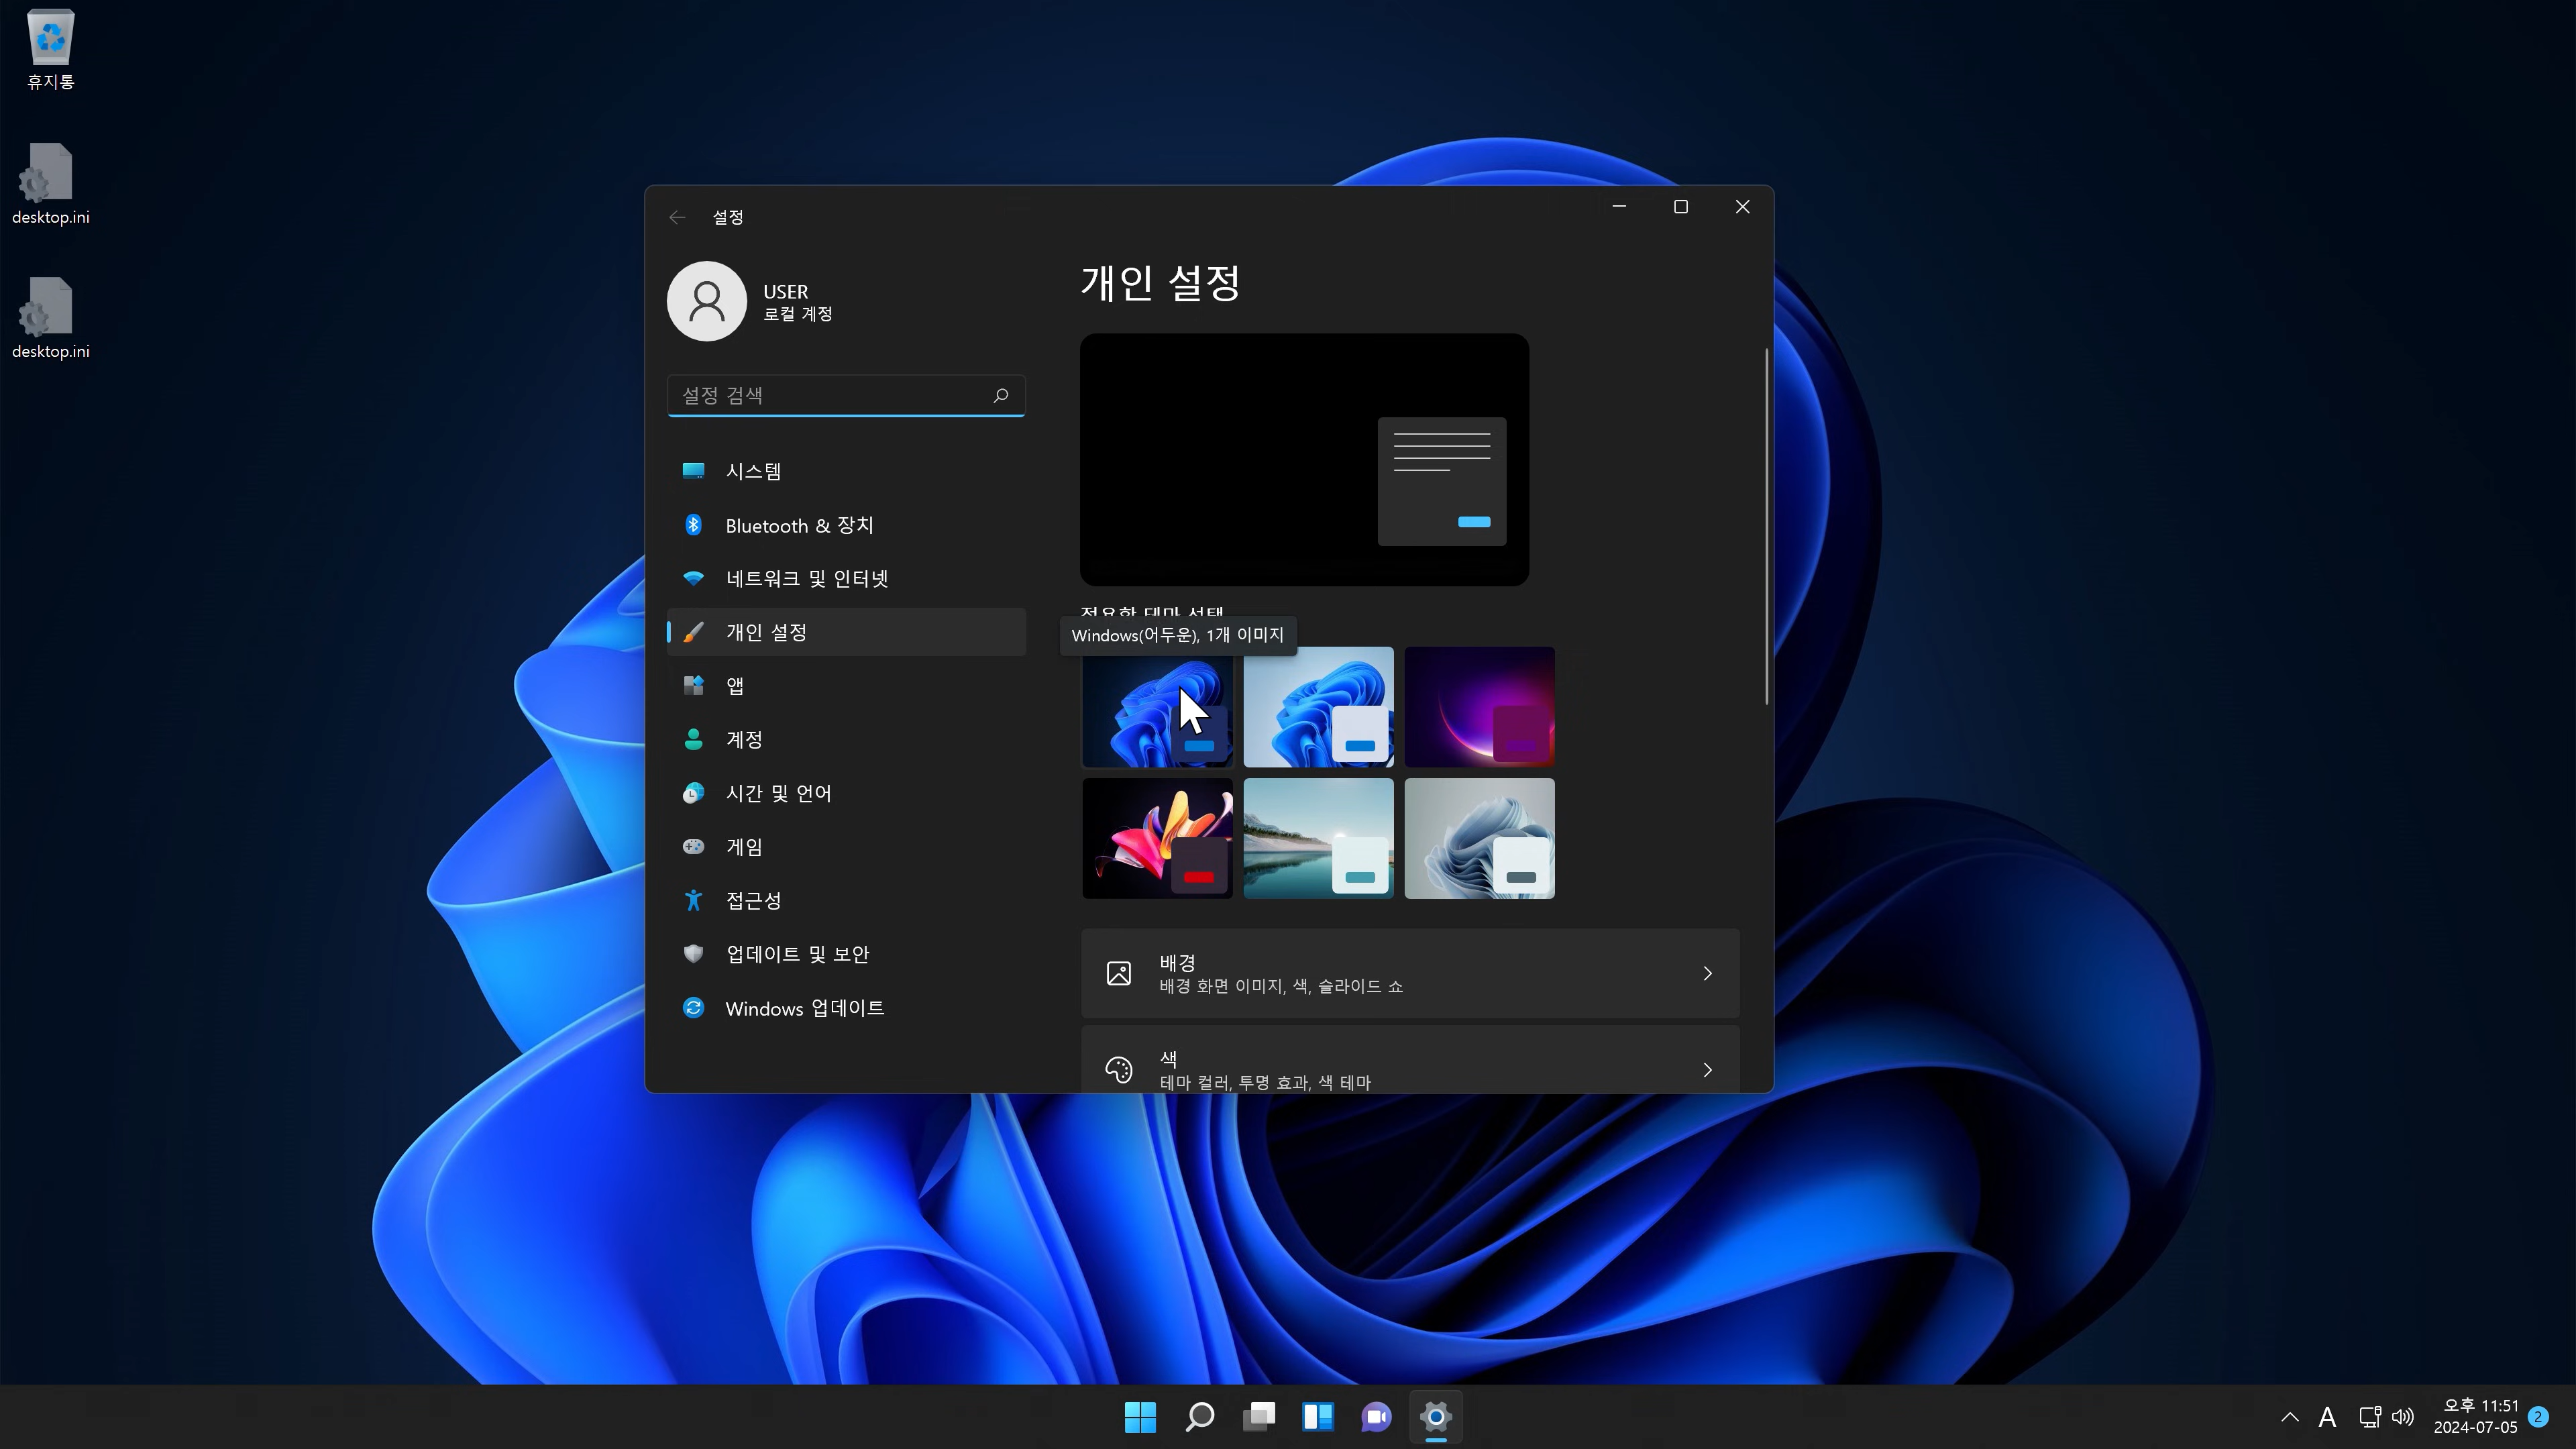 휴지통
desktop.ini
desktop.ini
설정
USER
로컬 계정
설정 검색
시스템
Bluetooth & 장치
네트워크 및 인터넷
개인 설정
앱
계정
시간 및 언어
게임
접근성
업데이트 및 보안
Windows 업데이트
개인 설정
적용할 테마 선택
Windows(어두운), 1개 이미지
배경
배경 화면 이미지, 색, 슬라이드 쇼
색
테마 컬러, 투명 효과, 색 테마
A
오후 11:51
2024-07-05
2